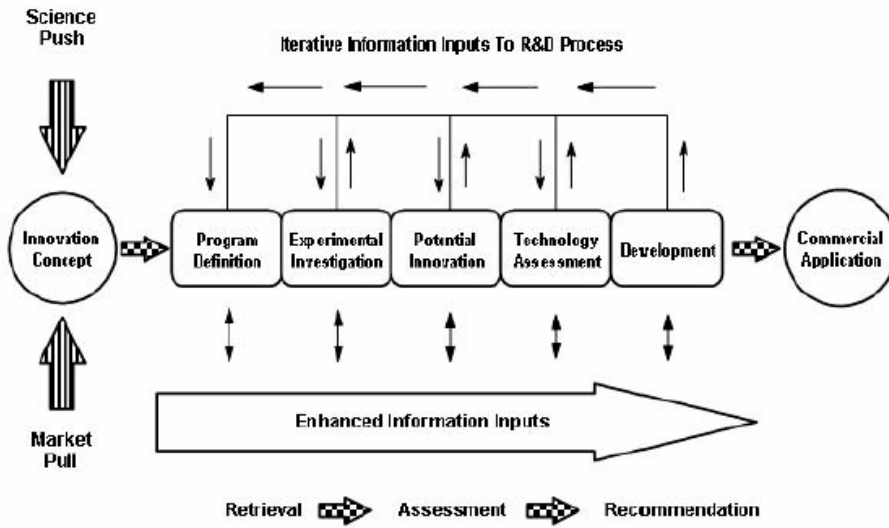 Science
Push
Iterative Information Inputs To R&D Process
Innovation
Concept
Program
Definition
Experimental
Investigation
Potential
Innovation
Technology
Assessment
Development
Commercial
Application
Enhanced Information Inputs
Market
Pull
Retrieval Assessment Recommendation